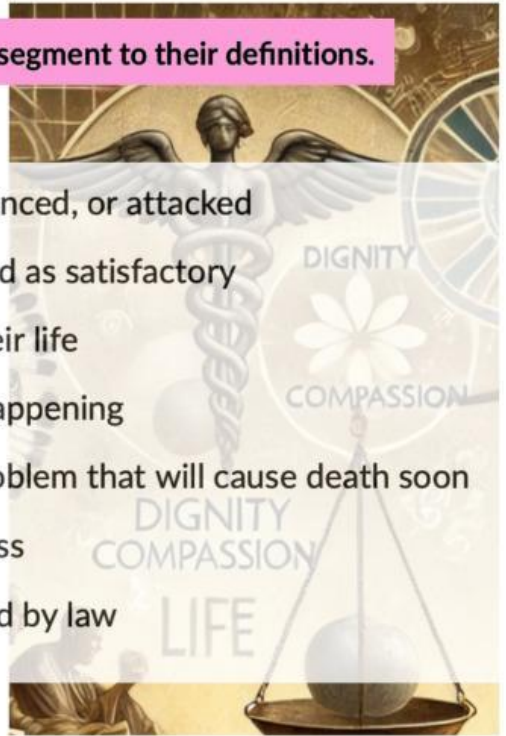 segment to their definitions.
nced, or attacked
d as satisfactory
DIGNITY
eir life
COMPASSION
appening
oblem that will cause death soon
DIGNITY
COMPASSION
ss
d by law
LIFE